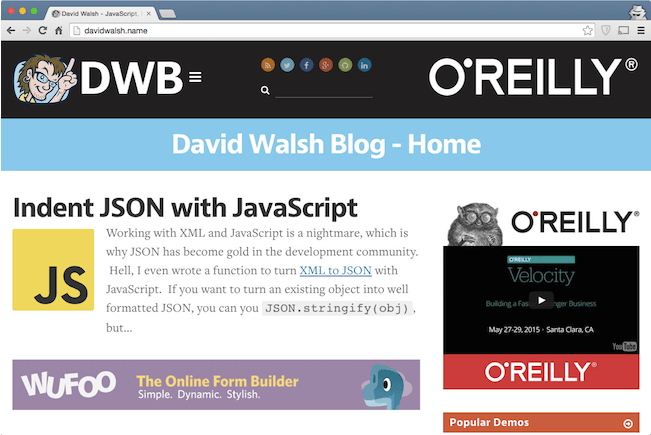 David Walsh - JavaScript,
davidwalsh.name
DWB
O'REILLY®
David Walsh Blog - Home
Indent JSON with JavaScript
JS
Working with XML and JavaScript is a nightmare, which is
why JSON has become gold in the development community.
Hell, I even wrote a function to turn XML to JSON with
JavaScript. If you want to turn an existing object into well
formatted JSON, you can you JSON.stringify(obj),
but...
WUFOO
The Online Form Builder
Simple. Dynamic. Stylish.
O'REILLY®
O'REILLY
Velocity
Building a Fas er Business
May 27-29, 2015 · Santa Clara, CA
YouTube
O'REILLY®
Popular Demos